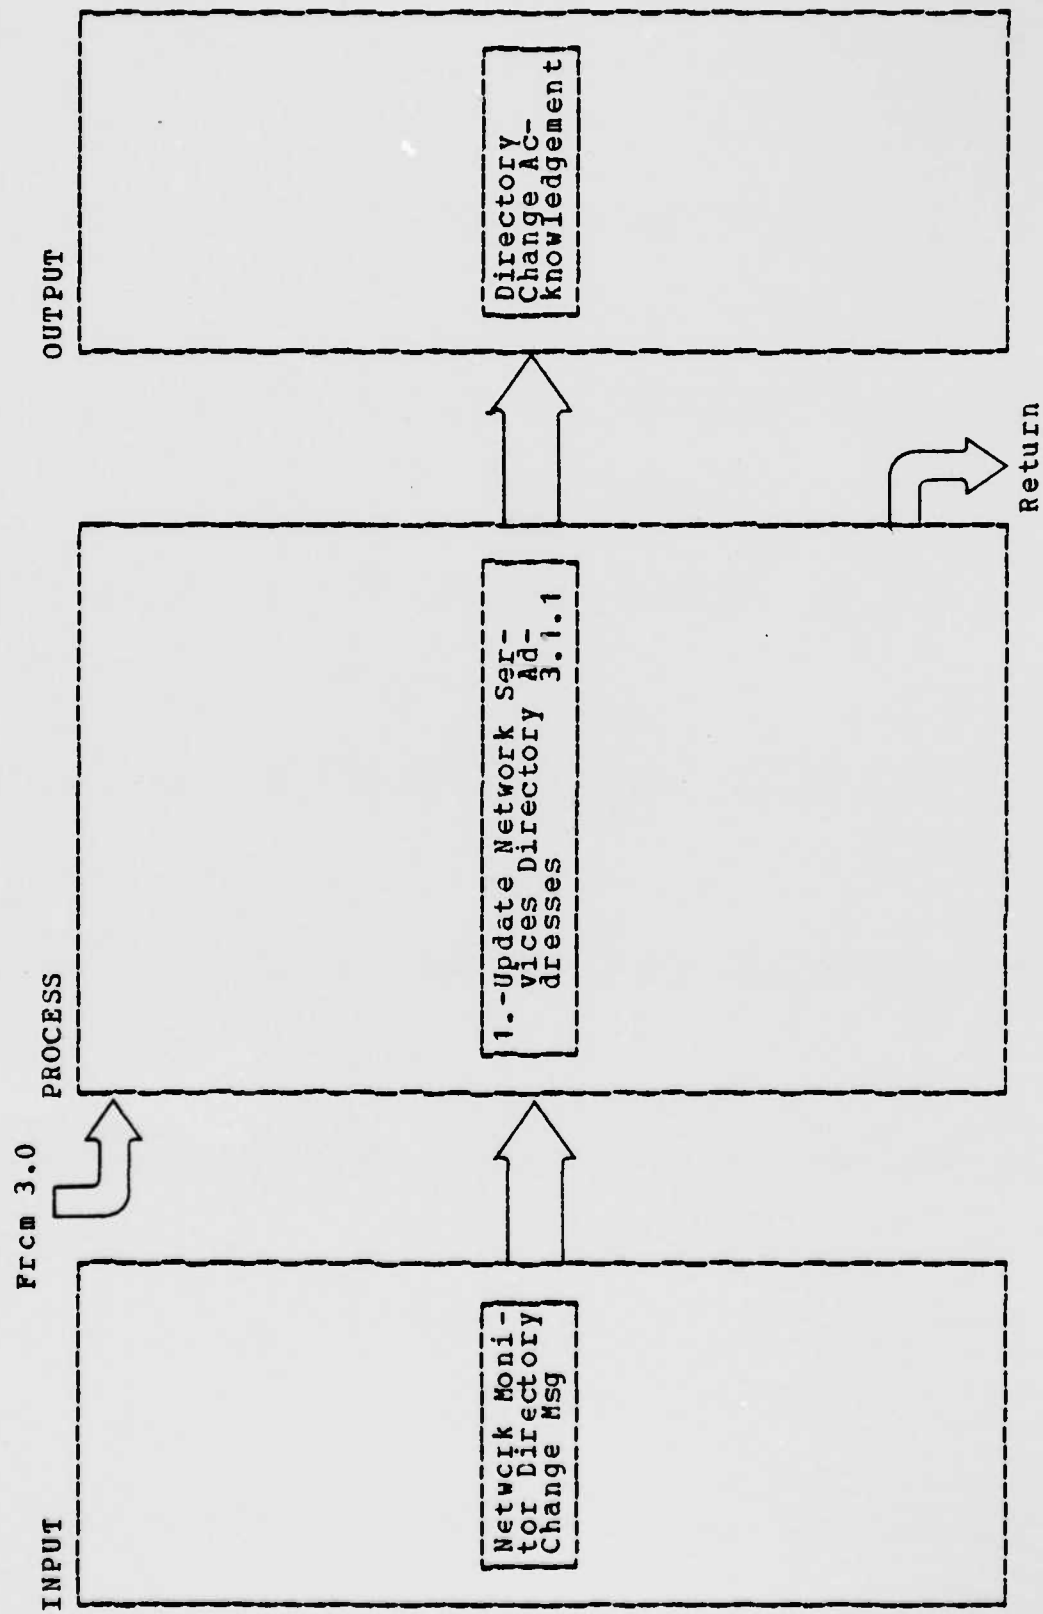 INPUT
Netwcrk Moni-
tor Directory
Change Msg
Frcm 3.0
PROCESS
1.-Update Network Ser-
vices Directory Ad-
dresses 3.1.1
OUTPUT
Directory
Change Ac-
knowledgement
Return